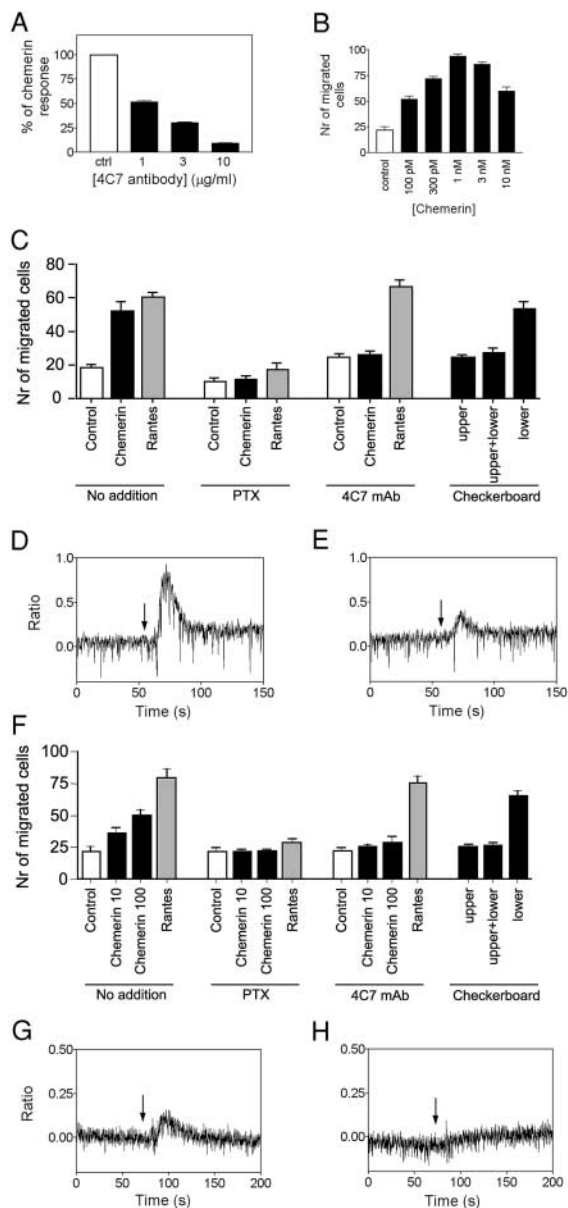 A
% of chemerin response
100
75
50
25
0
ctrl 1 3 10
[4C7 antibody] (µg/ml)
B
Nr of migrated cells
100
75
50
25
0
control
100 pM
300 pM
1 nM
3 nM
10 nM
[Chemerin]
C
Nr of migrated cells
80
60
40
20
0
Control
Chemerin
Rantes
Control
Chemerin
Rantes
Control
Chemerin
Rantes
upper
upper+lower
lower
No addition
PTX
4C7 mAb
Checkerboard
D
Ratio
1.0
0.5
0.0
0 50 100 150
Time (s)
E
1.0
0.5
0.0
0 50 100 150
Time (s)
F
Nr of migrated cells
100
75
50
25
0
Control
Chemerin 10
Chemerin 100
Rantes
Control
Chemerin 10
Chemerin 100
Rantes
Control
Chemerin 10
Chemerin 100
Rantes
upper
upper+lower
lower
No addition
PTX
4C7 mAb
Checkerboard
G
Ratio
0.50
0.25
0.00
0 50 100 150 200
Time (s)
H
0.50
0.25
0.00
0 50 100 150 200
Time (s)